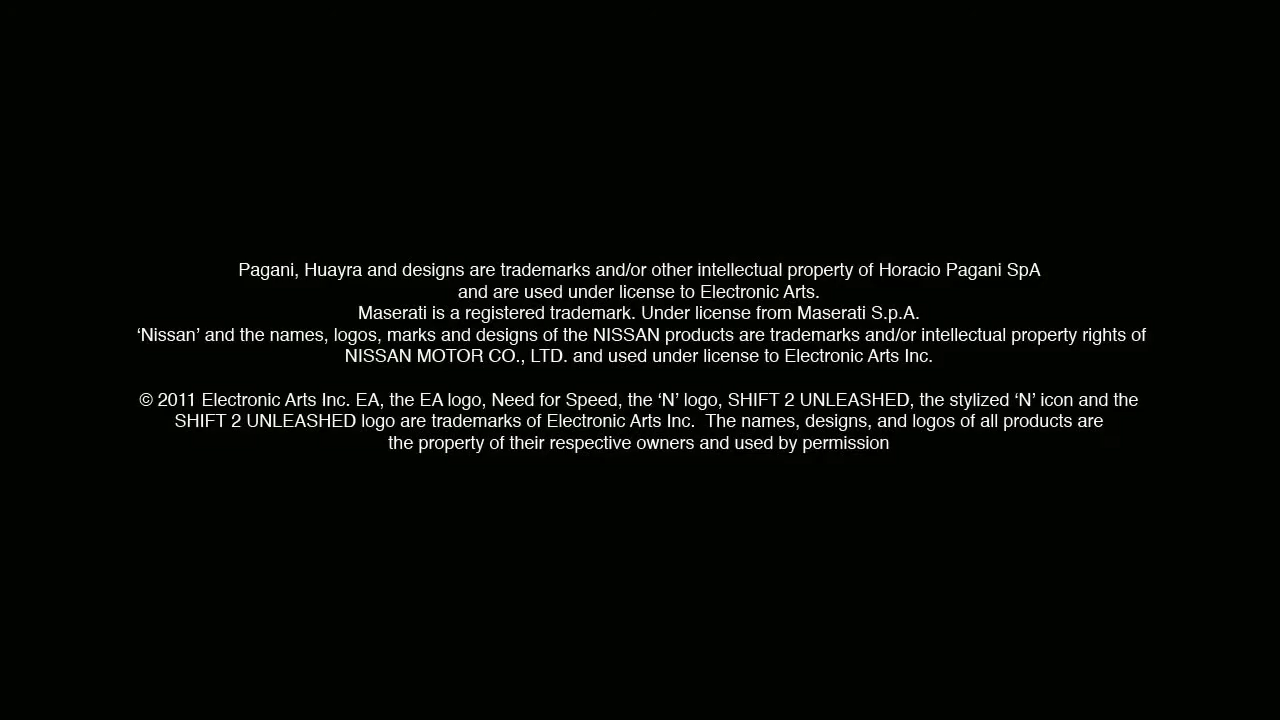 Pagani, Huayra and designs are trademarks and/or other intellectual property of Horacio Pagani SpA
and are used under license to Electronic Arts.
Maserati is a registered trademark. Under license from Maserati S.p.A.
‘Nissan’ and the names, logos, marks and designs of the NISSAN products are trademarks and/or intellectual property rights of
NISSAN MOTOR CO., LTD. and used under license to Electronic Arts Inc.
© 2011 Electronic Arts Inc. EA, the EA logo, Need for Speed, the ‘N’ logo, SHIFT 2 UNLEASHED, the stylized ‘N’ icon and the
SHIFT 2 UNLEASHED logo are trademarks of Electronic Arts Inc.  The names, designs, and logos of all products are
the property of their respective owners and used by permission